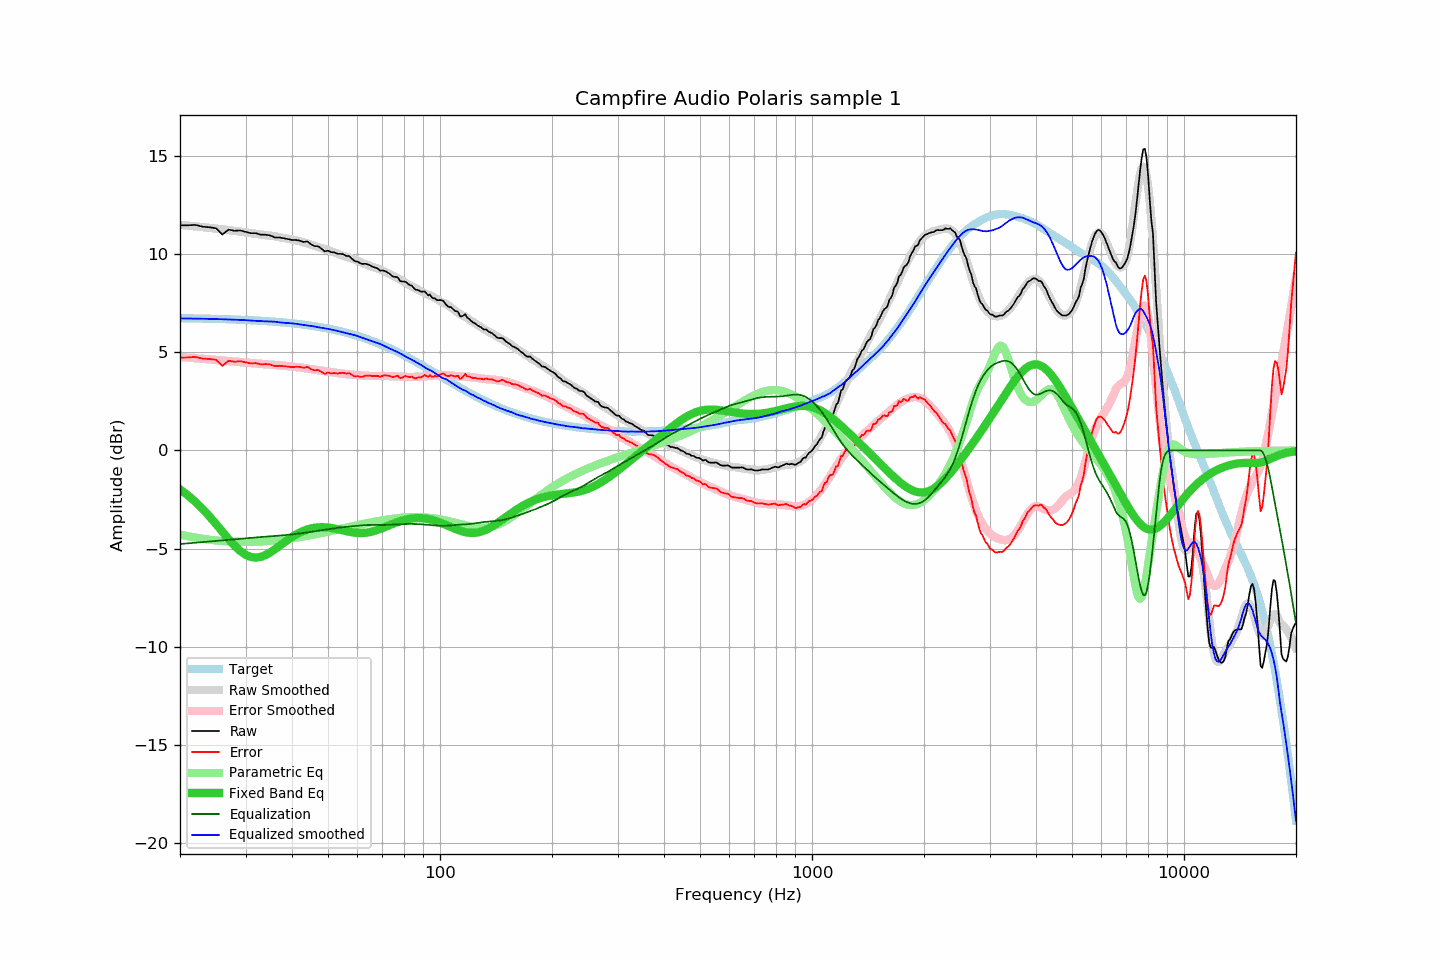 Campfire Audio Polaris sample 1
15
10
5
0
−5
−10
−15
−20
Amplitude (dBr)
Target
Raw Smoothed
Error Smoothed
Raw
Error
Parametric Eq
Fixed Band Eq
Equalization
Equalized smoothed
100 1000 10000
Frequency (Hz)